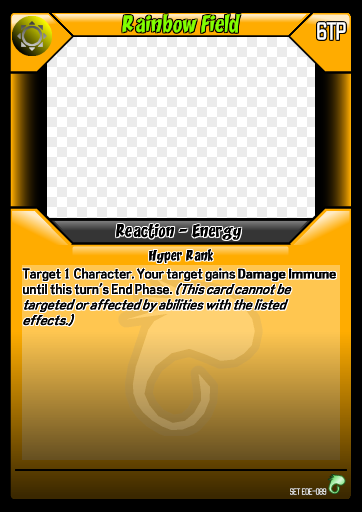 Rainbow Field
6TP
Reaction - Energy
Hyper Rank
Target 1 Character. Your target gains Damage Immune
until this turn's End Phase. (This card cannot be
targeted or affected by abilities with the listed
effects.)
SET EOE-089